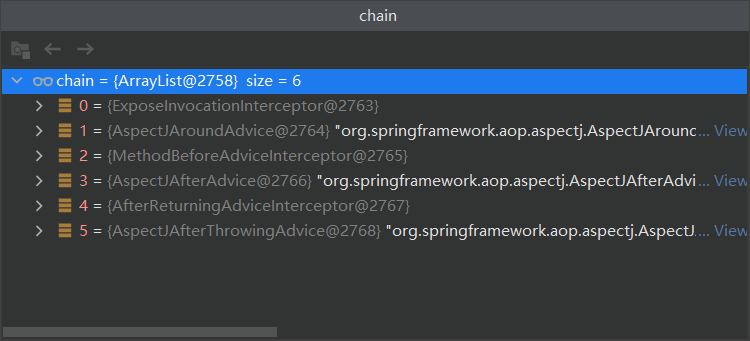 chain
chain = {ArrayList@2758} size = 6
0 = {ExposeInvocationInterceptor@2763}
1 = {AspectJAroundAdvice@2764} "org.springframework.aop.aspectj.AspectJAroun… View
2 = {MethodBeforeAdviceInterceptor@2765}
3 = {AspectJAfterAdvice@2766} "org.springframework.aop.aspectj.AspectJAfterAdvi… View
4 = {AfterReturningAdviceInterceptor@2767}
5 = {AspectJAfterThrowingAdvice@2768} "org.springframework.aop.aspectj.AspectJ… View